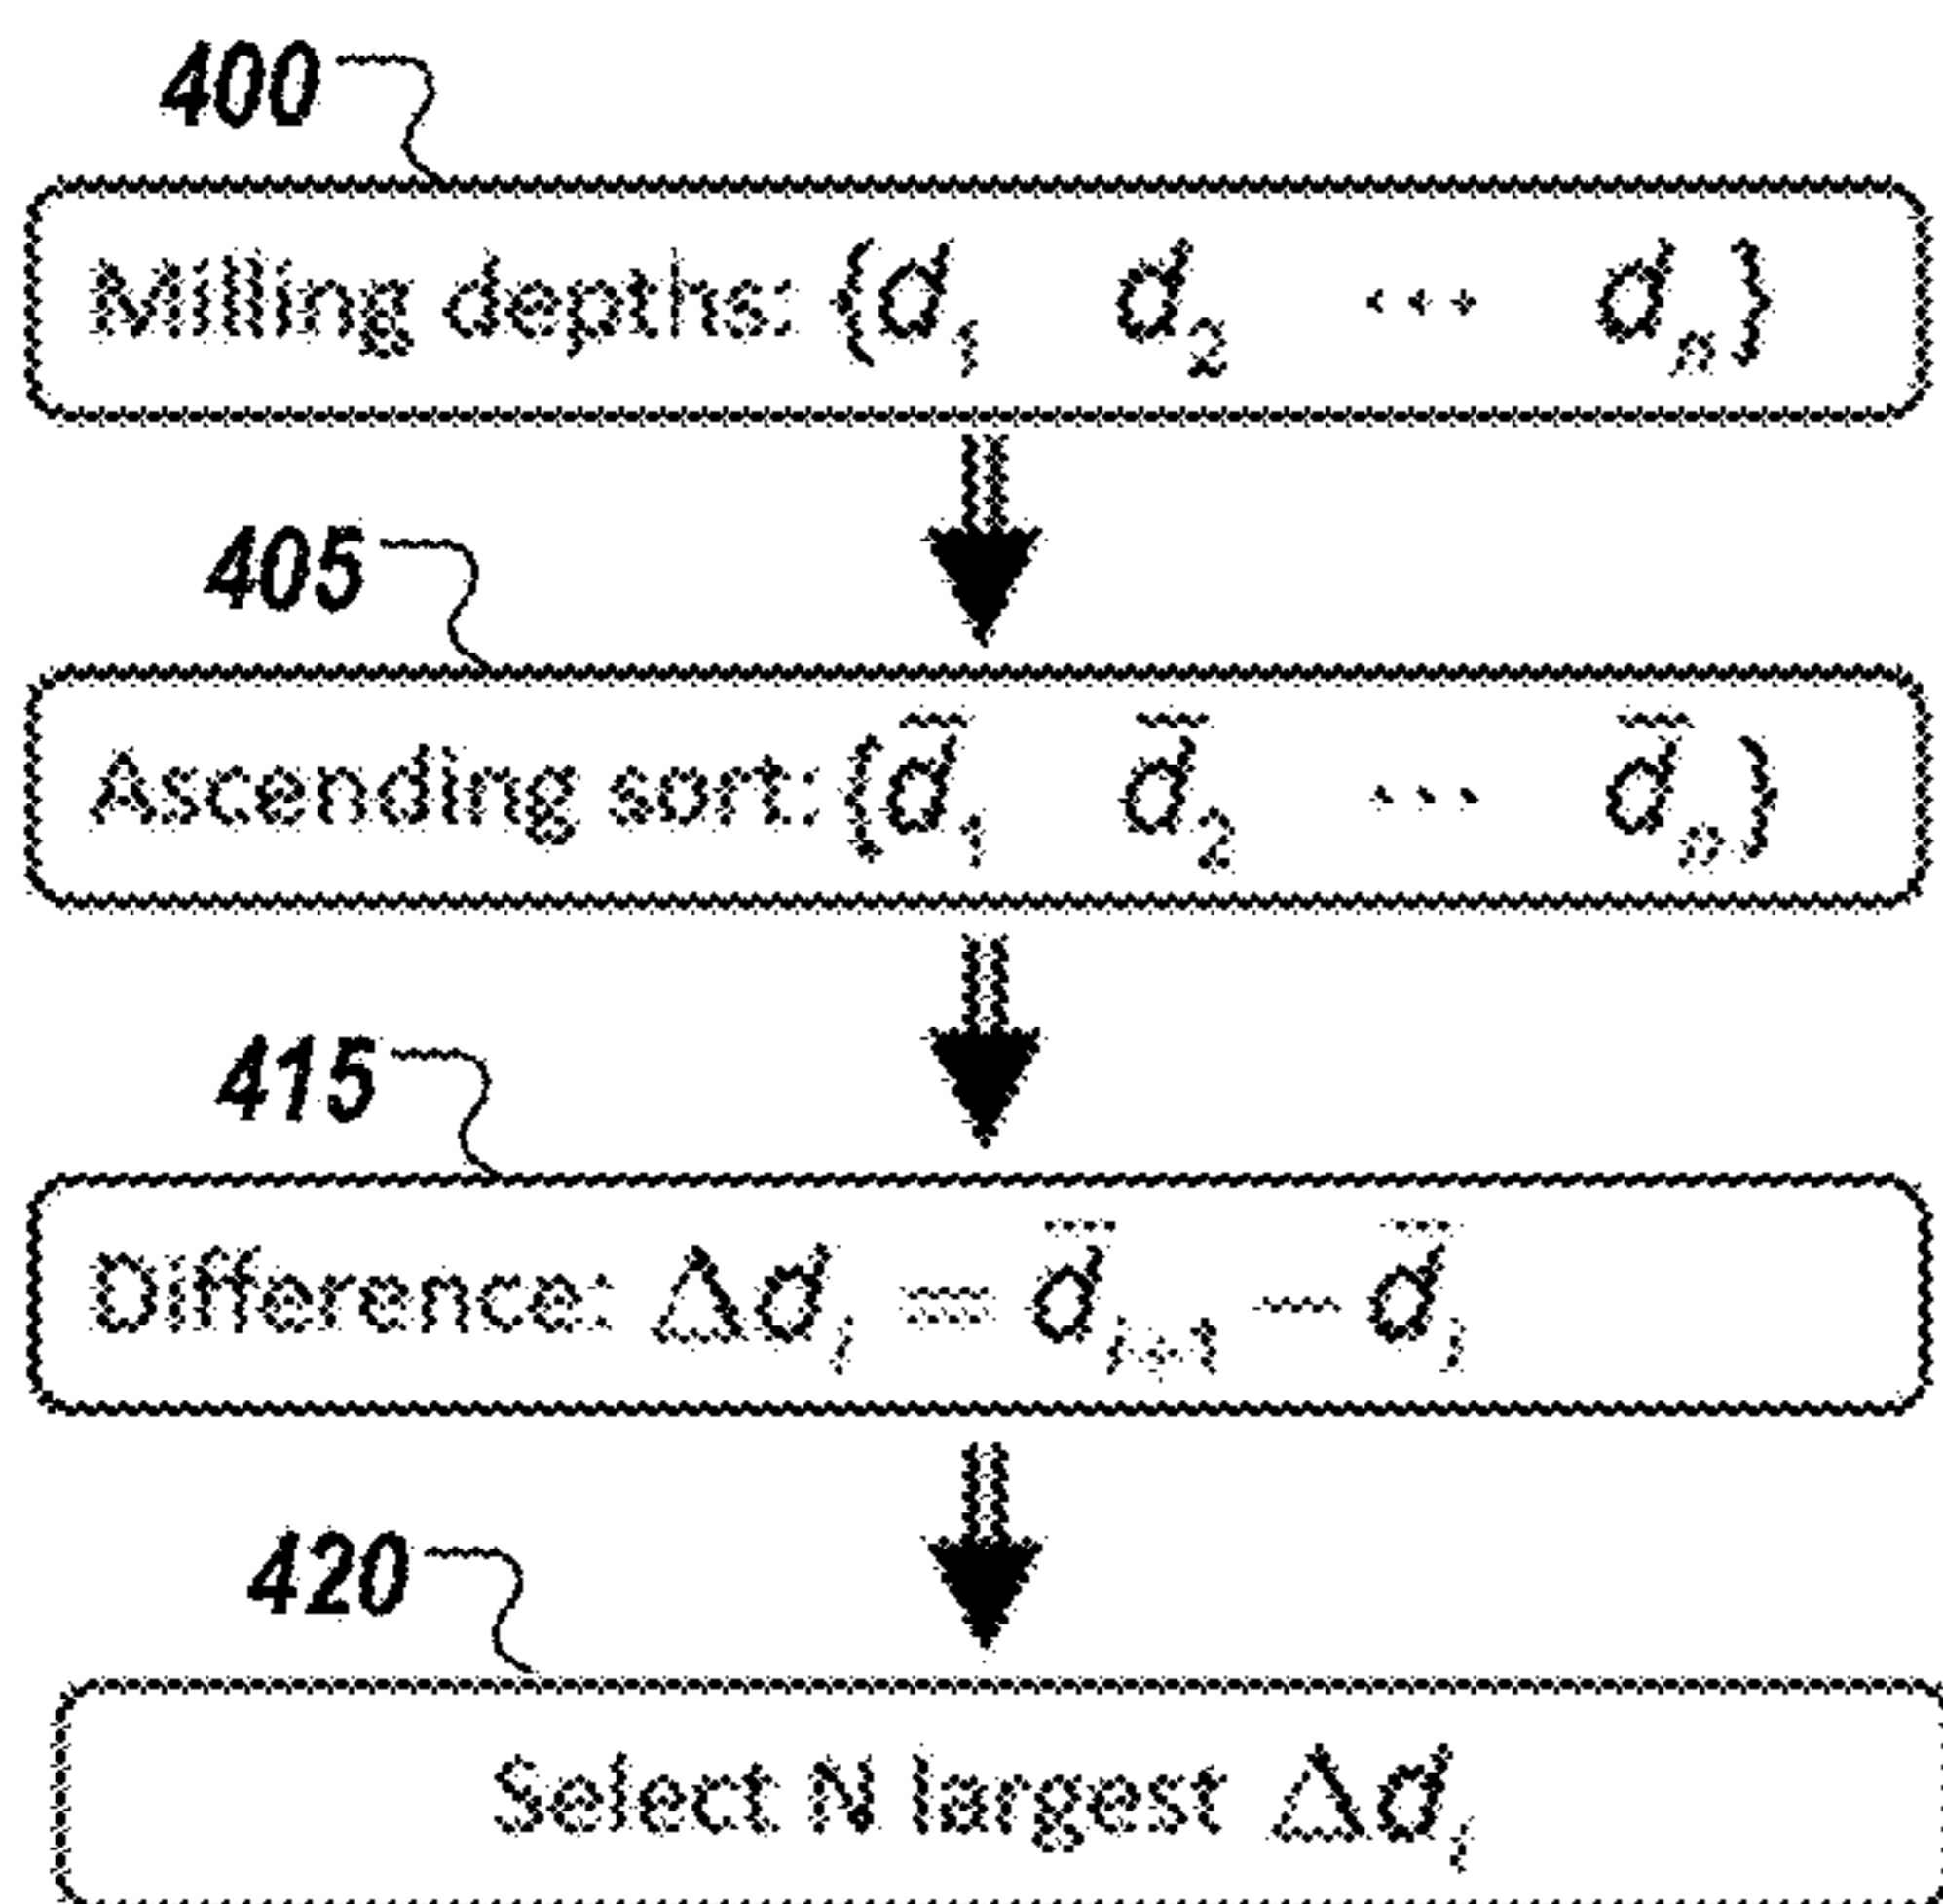 400
Milling depths: {d₁ d₂ ⋯ dₙ}
405
Ascending sort: {d̄₁ d̄₂ ⋯ d̄ₙ}
415
Difference: Δdᵢ = d̄ᵢ₊₁ − d̄ᵢ
420
Select N largest Δdᵢ